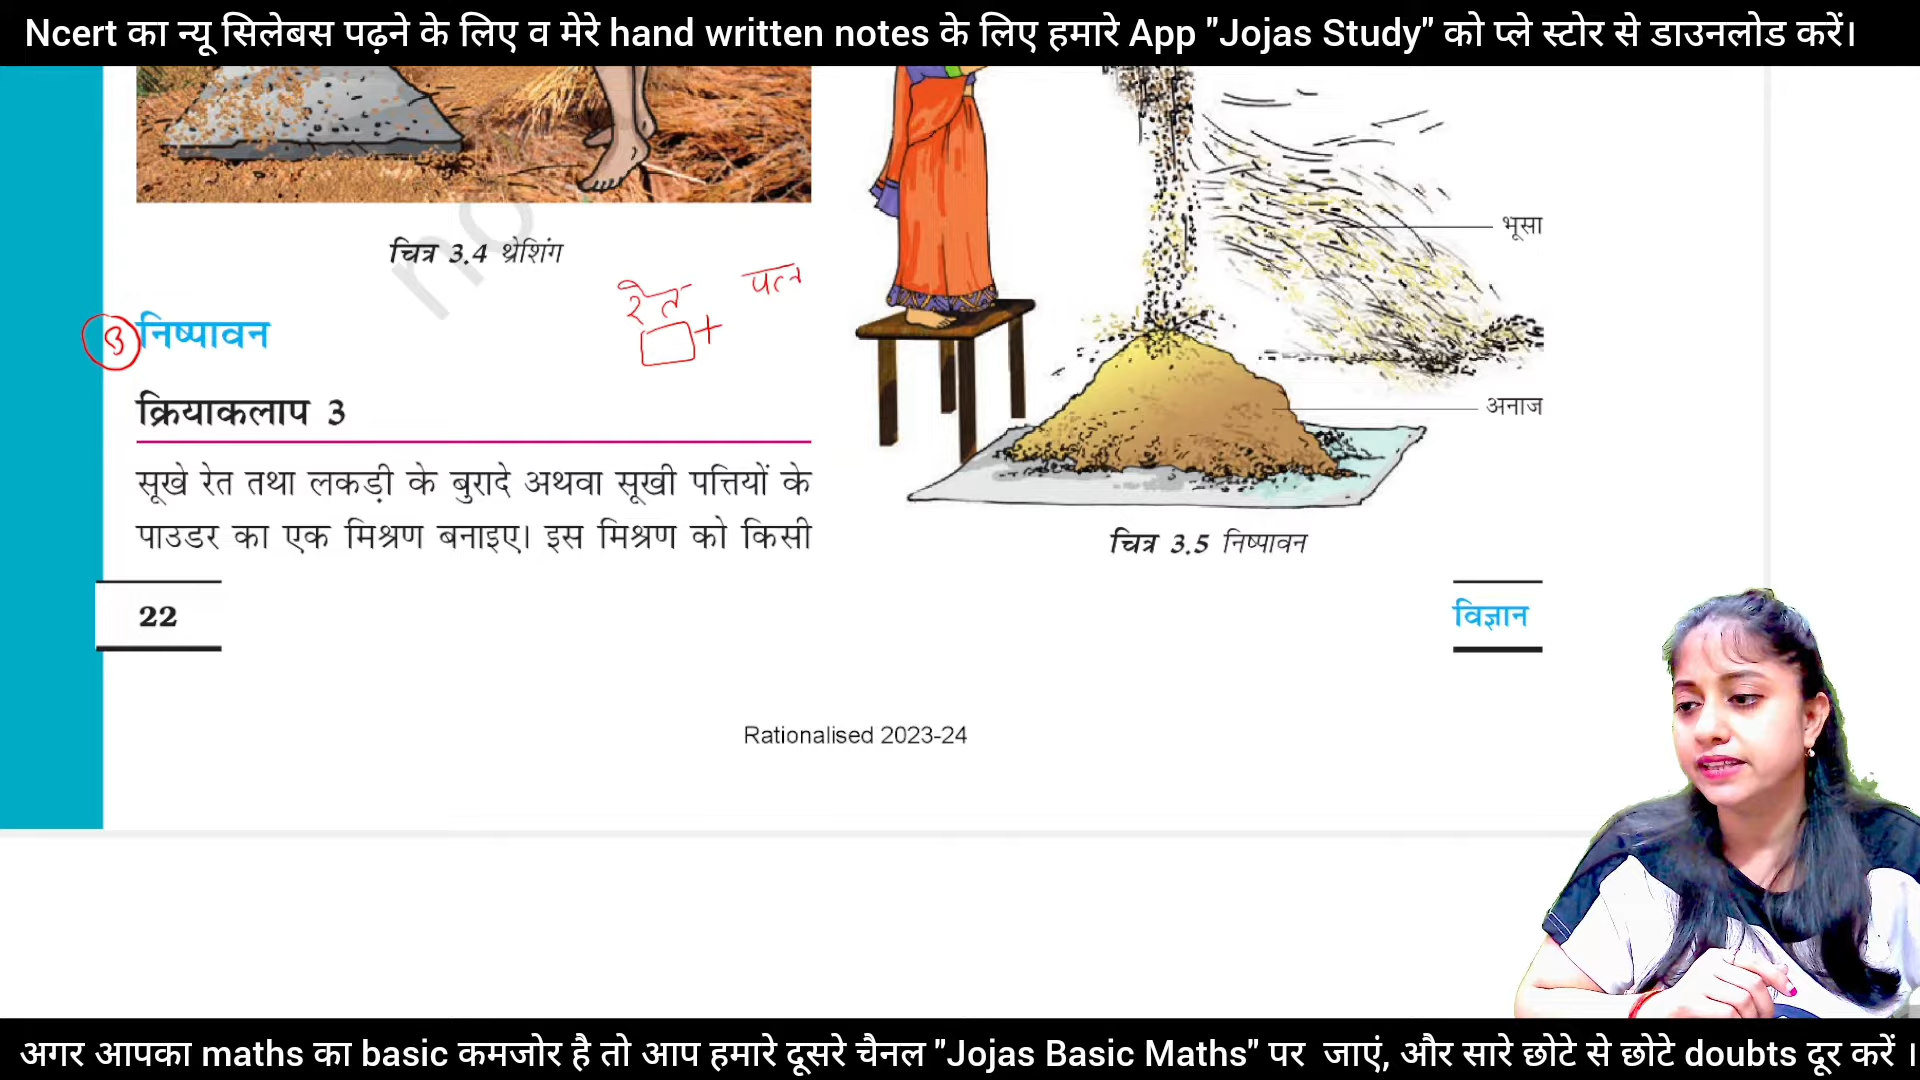 Ncert का न्यू सिलेबस पढ़ने के लिए व मेरे hand written notes के लिए हमारे App "Jojas Study" को प्ले स्टोर से डाउनलोड करें।
भूसा
चित्र 3.4 थ्रेशिंग
रेत
+
no
3 निष्पावन
अनाज
क्रियाकलाप 3
सूखे रेत तथा लकड़ी के बुरादे अथवा सूखी पत्तियों के
पाउडर का एक मिश्रण बनाइए। इस मिश्रण को किसी
चित्र 3.5 निष्पावन
22
विज्ञान
Rationalised 2023-24
अगर आपका maths का basic कमजोर है तो आप हमारे दूसरे चैनल "Jojas Basic Maths" पर जाएं, और सारे छोटे से छोटे doubts दूर करें ।